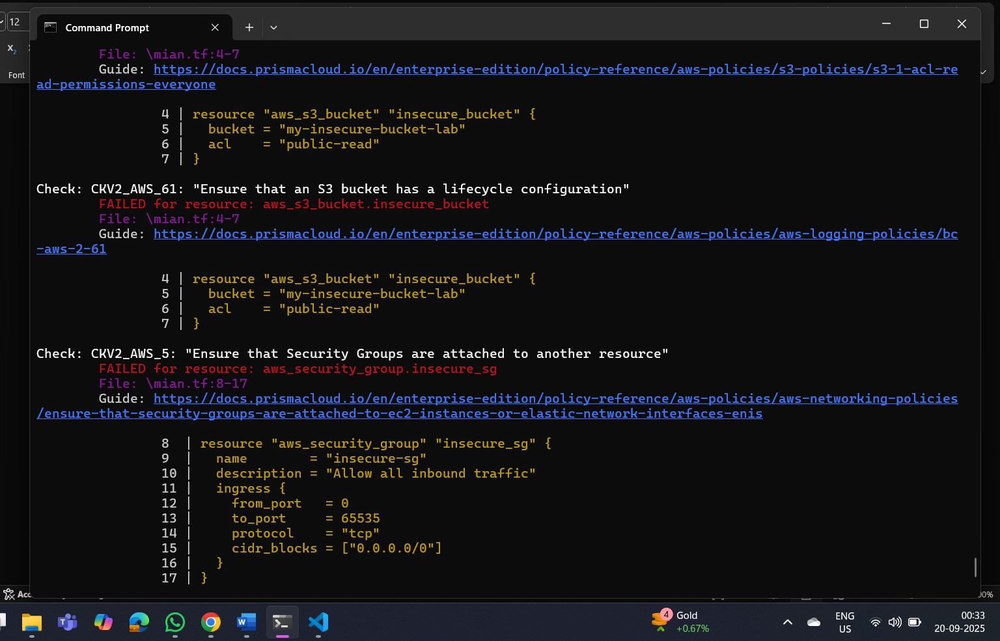 12
Command Prompt
X2
Font
File: \mian.tf:4-7
Guide: https://docs.prismacloud.io/en/enterprise-edition/policy-reference/aws-policies/s3-policies/s3-1-acl-re
ad-permissions-everyone
4 | resource "aws_s3_bucket" "insecure_bucket" {
5 |   bucket = "my-insecure-bucket-lab"
6 |   acl    = "public-read"
7 | }
Check: CKV2_AWS_61: "Ensure that an S3 bucket has a lifecycle configuration"
FAILED for resource: aws_s3_bucket.insecure_bucket
File: \mian.tf:4-7
Guide: https://docs.prismacloud.io/en/enterprise-edition/policy-reference/aws-policies/aws-logging-policies/bc
-aws-2-61
4 | resource "aws_s3_bucket" "insecure_bucket" {
5 |   bucket = "my-insecure-bucket-lab"
6 |   acl    = "public-read"
7 | }
Check: CKV2_AWS_5: "Ensure that Security Groups are attached to another resource"
FAILED for resource: aws_security_group.insecure_sg
File: \mian.tf:8-17
Guide: https://docs.prismacloud.io/en/enterprise-edition/policy-reference/aws-policies/aws-networking-policies
/ensure-that-security-groups-are-attached-to-ec2-instances-or-elastic-network-interfaces-enis
8  | resource "aws_security_group" "insecure_sg" {
9  |   name        = "insecure-sg"
10 |   description = "Allow all inbound traffic"
11 |   ingress {
12 |     from_port   = 0
13 |     to_port     = 65535
14 |     protocol    = "tcp"
15 |     cidr_blocks = ["0.0.0.0/0"]
16 |   }
17 | }
4
Gold
+0.67%
ENG
US
00:33
20-09-2025